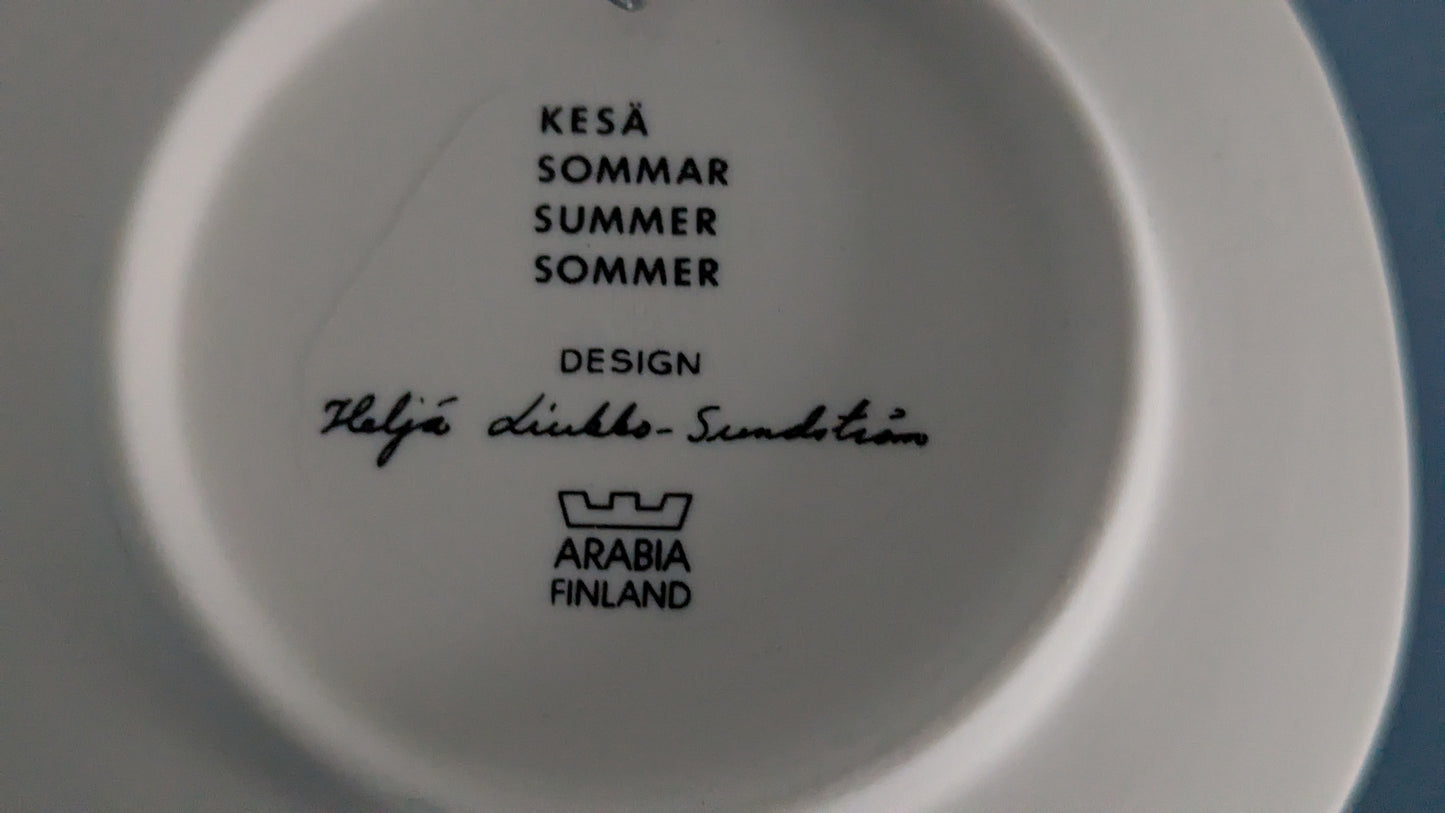 KESÄ
SOMMAR
SUMMER
SOMMER
DESIGN
Heljä Liukko-Sundström
ARABIA
FINLAND